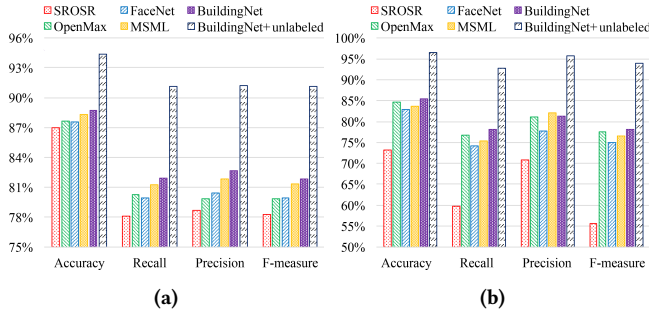 SROSR FaceNet BuildingNet
OpenMax MSML BuildingNet+unlabeled
96%
93%
90%
87%
84%
81%
78%
75%
Accuracy Recall Precision F-measure
(a)
SROSR FaceNet BuildingNet
OpenMax MSML BuildingNet+unlabeled
100%
95%
90%
85%
80%
75%
70%
65%
60%
55%
50%
Accuracy Recall Precision F-measure
(b)